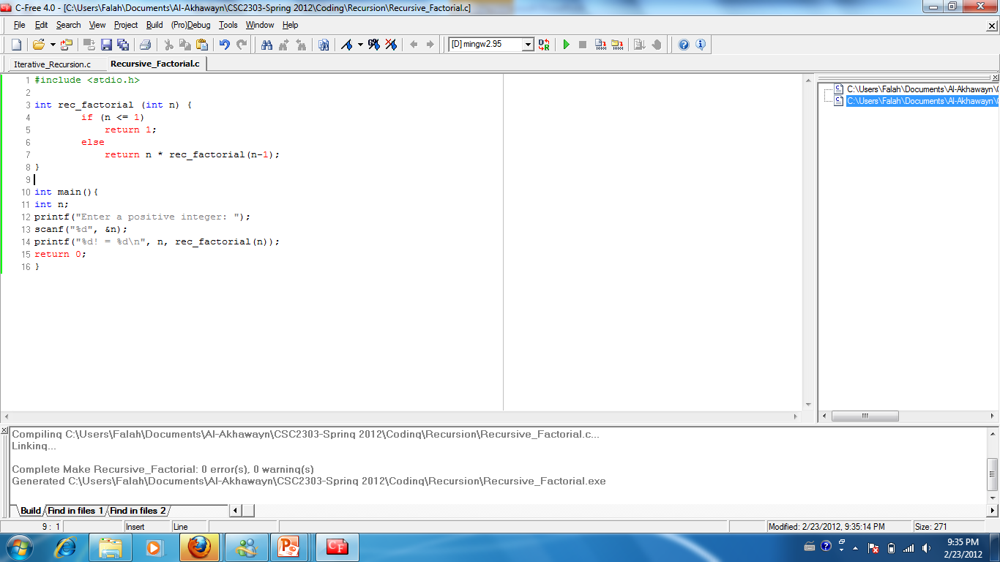 C-Free 4.0 - [C:\Users\Falah\Documents\Al-Akhawayn\CSC2303-Spring 2012\Coding\Recursion\Recursive_Factorial.c]
File Edit Search View Project Build (Pro)Debug Tools Window Help
[D] mingw2.95
Iterative_Recursion.c Recursive_Factorial.c
1 #include <stdio.h>
2
3 int rec_factorial (int n) {
4         if (n <= 1)
5             return 1;
6         else
7             return n * rec_factorial(n-1);
8 }
9
10 int main(){
11 int n;
12 printf("Enter a positive integer: ");
13 scanf("%d", &n);
14 printf("%d! = %d\n", n, rec_factorial(n));
15 return 0;
16 }
C:\Users\Falah\Documents\Al-Akhawayn\
C:\Users\Falah\Documents\Al-Akhawayn\
Compiling C:\Users\Falah\Documents\Al-Akhawayn\CSC2303-Spring 2012\Coding\Recursion\Recursive_Factorial.c...
Linking...
Complete Make Recursive_Factorial: 0 error(s), 0 warning(s)
Generated C:\Users\Falah\Documents\Al-Akhawayn\CSC2303-Spring 2012\Coding\Recursion\Recursive_Factorial.exe
Build Find in files 1 Find in files 2
9 : 1 Insert Line Modified: 2/23/2012, 9:35:14 PM Size: 271
9:35 PM
2/23/2012